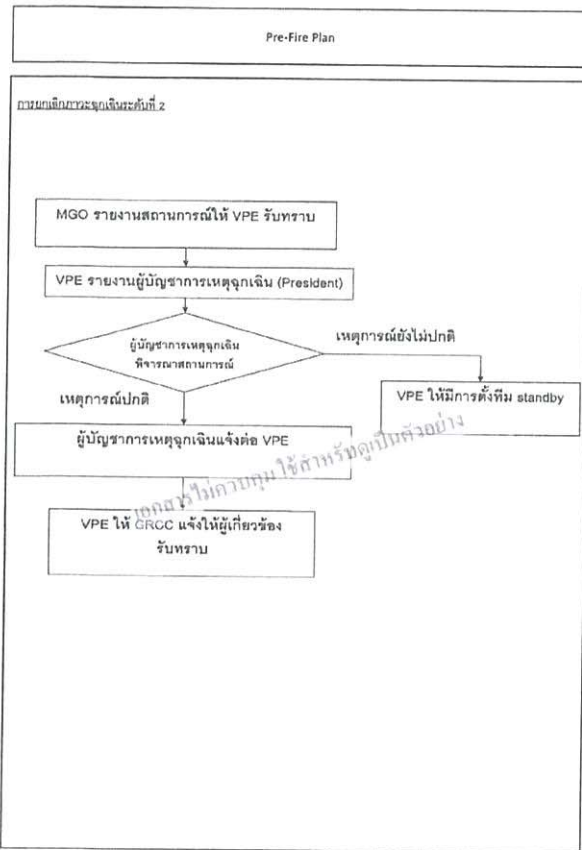 Pre-Fire Plan
การยกเลิกภาวะฉุกเฉินระดับที่ 2
MGO รายงานสถานการณ์ให้ VPE รับทราบ
VPE รายงานผู้บัญชาการเหตุฉุกเฉิน (President)
ผู้บัญชาการเหตุฉุกเฉิน
พิจารณาสถานการณ์
เหตุการณ์ยังไม่ปกติ
เหตุการณ์ปกติ
VPE ให้มีการตั้งทีม standby
ผู้บัญชาการเหตุฉุกเฉินแจ้งต่อ VPE
เอกสารไม่ควบคุม ใช้สำหรับดูเป็นตัวอย่าง
VPE ให้ GRCC แจ้งให้ผู้เกี่ยวข้อง
รับทราบ